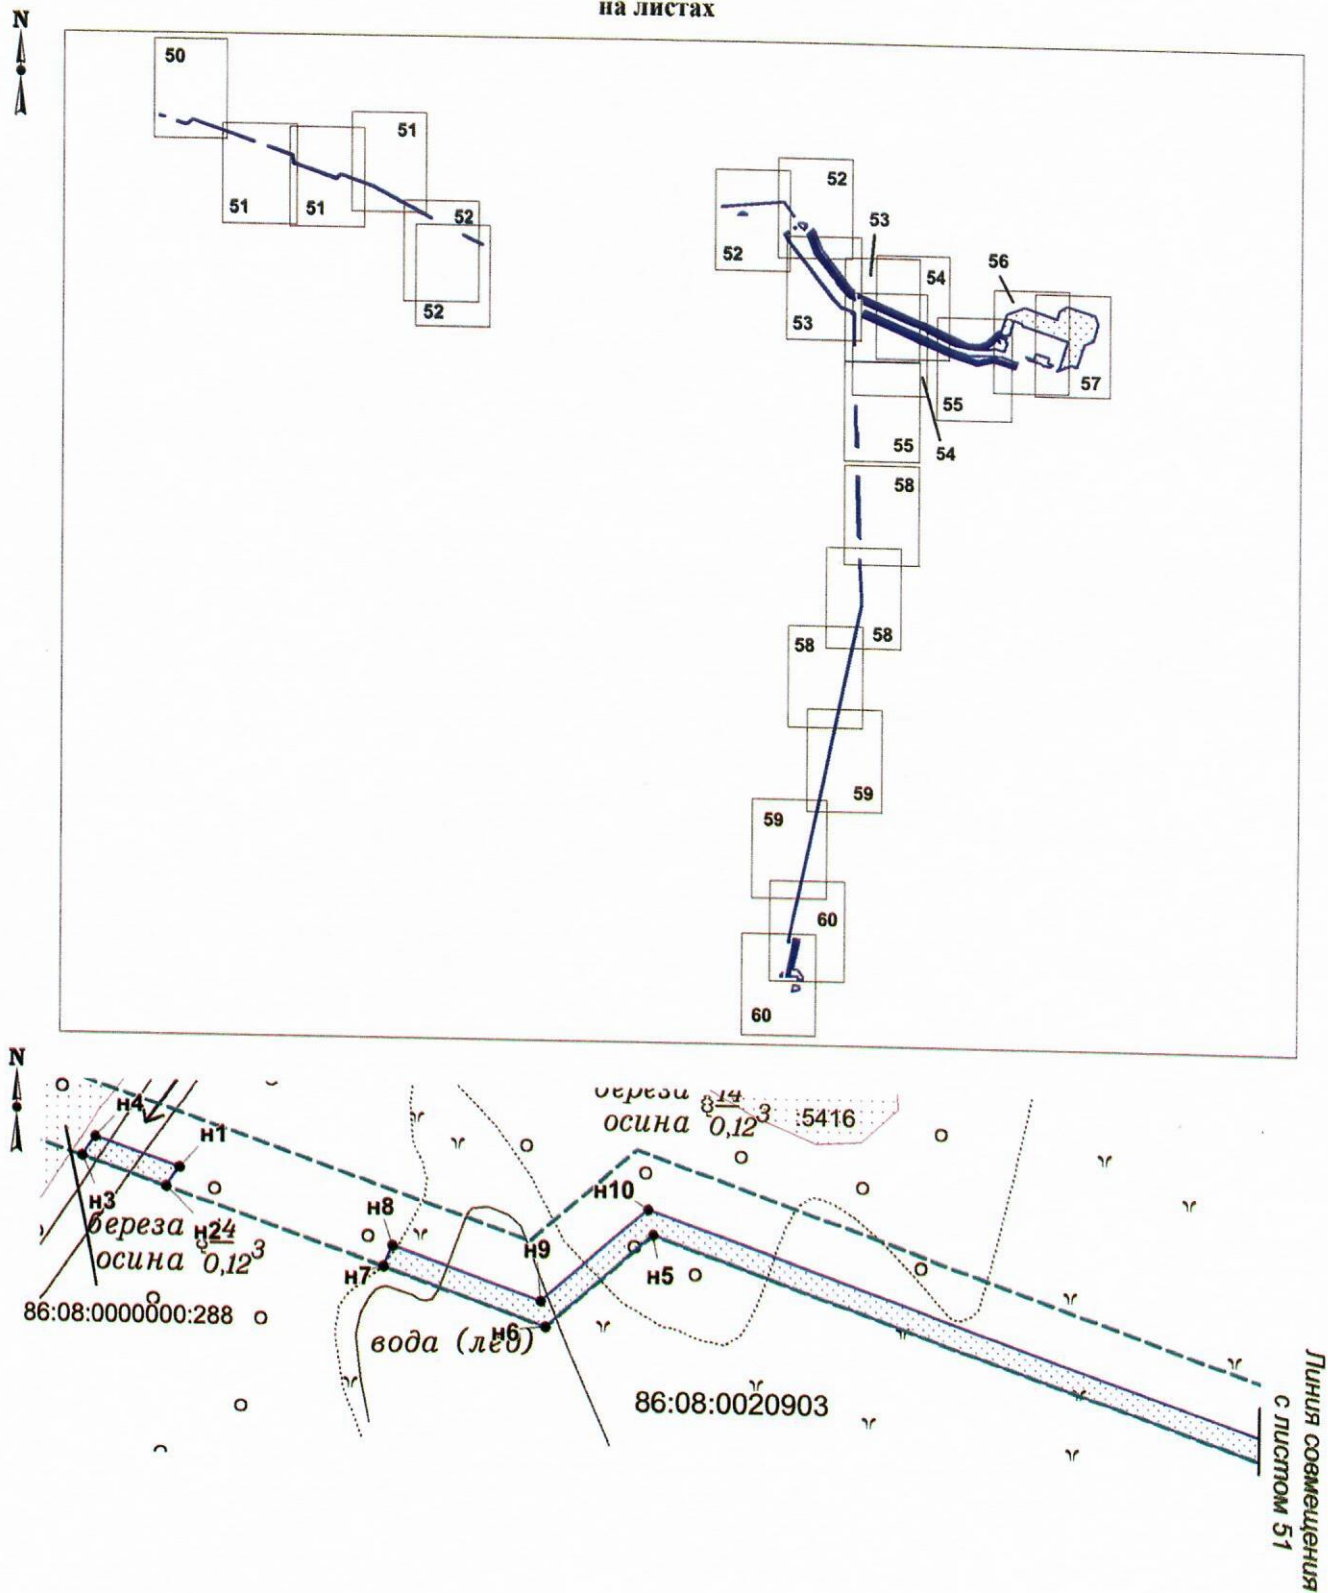 на листах
N
50
51
51
51
52
52
52
52
53
53
54
56
57
55
54
55
58
58
58
59
59
60
60
N
н4
н1
н3
н2
береза 24
осина 0,12 3
86:08:0000000:288
н8
н7
н9
н6
вода (лед)
береза 14
осина 0,12 3
:5416
н10
н5
86:08:0020903
Линия совмещения
с листом 51